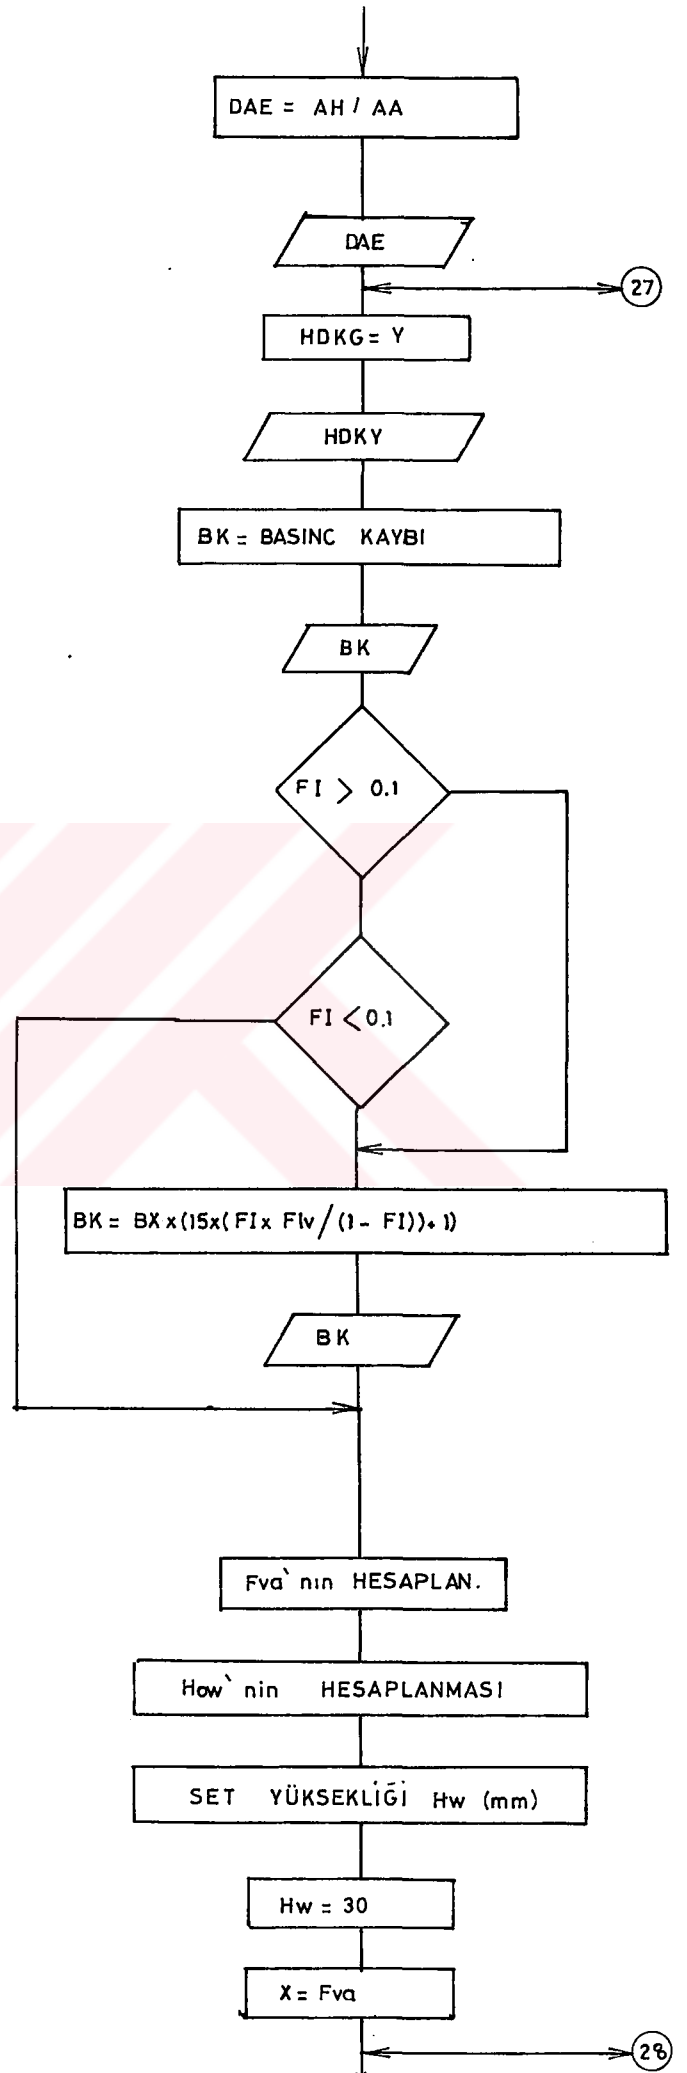 DAE = AH / AA
DAE
27
HDKG = Y
HDKY
BK = BASINC KAYBI
BK
FI > 0.1
FI < 0.1
BK = BX x (15x( FI x Flv / (1 - FI)) + 1)
BK
Fva`nın HESAPLAN.
How`nin HESAPLANMASI
SET YÜKSEKLİĞİ Hw (mm)
Hw = 30
X = Fva
28